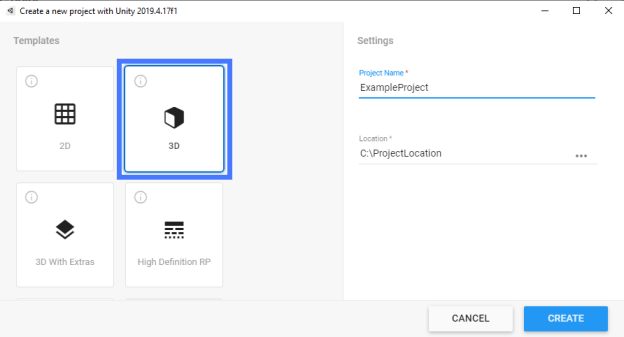 Create a new project with Unity 2019.4.17f1
Templates
2D
3D
3D With Extras
High Definition RP
Settings
Project Name *
ExampleProject
Location *
C:\ProjectLocation
CANCEL
CREATE